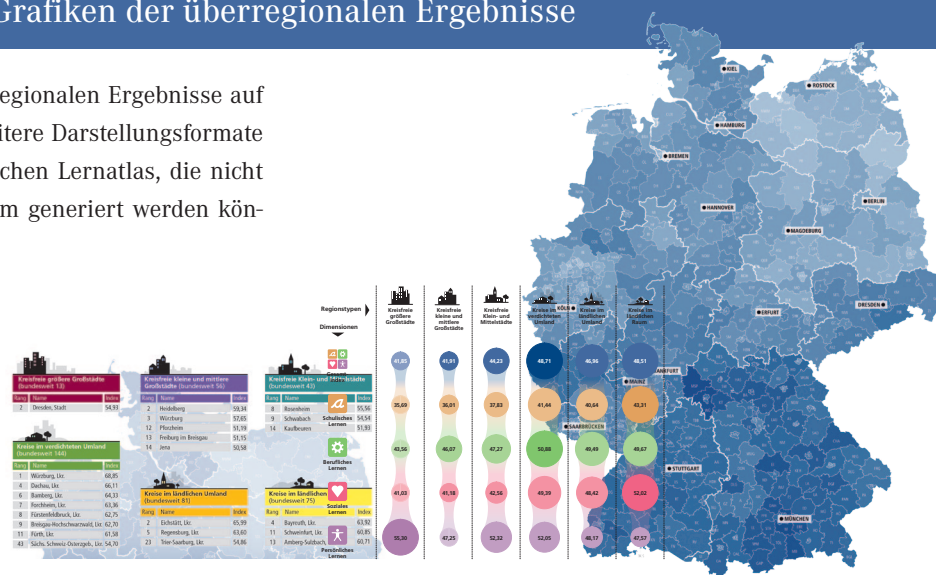 Grafiken der überregionalen Ergebnisse
egionalen Ergebnisse auf
eitere Darstellungsformate
chen Lernatlas, die nicht
m generiert werden kön-
KIEL
ROSTOCK
HAMBURG
BREMEN
BERLIN
HANNOVER
MAGDEBURG
KÖLN
ERFURT
DRESDEN
ANKFURT
MAINZ
SAARBRÜCKEN
STUTTGART
MÜNCHEN
Regionstypen
Dimensionen
Kreisfreie größere Großstädte
Kreisfreie kleine und mittlere Großstädte
Kreisfreie Klein- und Mittelstädte
Kreise im verdichteten Umland
Kreise im ländlichen Umland
Kreise im ländlichen Raum
41,85 41,91 44,23 48,71 46,96 48,51
Schulisches Lernen
35,69 36,01 37,83 41,44 40,64 43,31
Berufliches Lernen
43,56 46,07 47,27 50,88 49,49 49,67
Soziales Lernen
41,03 41,18 42,56 49,39 48,42 52,02
Persönliches Lernen
55,30 47,25 52,32 52,05 48,17 47,57
Kreisfreie größere Großstädte
(bundesweit 13)
Rang Name Index
2 Dresden, Stadt 54,93
Kreisfreie kleine und mittlere
Großstädte (bundesweit 56)
Rang Name Index
2 Heidelberg 59,34
3 Würzburg 57,65
12 Pforzheim 51,19
13 Freiburg im Breisgau 51,15
14 Jena 50,58
Kreisfreie Klein- und städte
(bundesweit 43)
Rang Name Index
8 Rosenheim 55,56
9 Schwabach 54,54
14 Kaufbeuren 51,93
Kreise im verdichteten Umland
(bundesweit 144)
Rang Name Index
1 Würzburg, Lkr. 68,85
4 Dachau, Lkr. 66,11
6 Bamberg, Lkr. 64,33
7 Forchheim, Lkr. 63,36
8 Fürstenfeldbruck, Lkr. 62,75
9 Breisgau-Hochschwarzwald, Lkr. 62,70
11 Fürth, Lkr. 61,58
43 Sächs. Schweiz-Osterzgeb., Lkr. 54,70
Kreise im ländlichen Umland
(bundesweit 81)
Rang Name Index
2 Eichstätt, Lkr. 65,99
5 Regensburg, Lkr. 63,60
23 Trier-Saarburg, Lkr. 54,86
Kreise im ländlichen
(bundesweit 75)
Rang Name
4 Bayreuth, Lkr. 63,92
11 Schweinfurt, Lkr. 60,85
13 Amberg-Sulzbach, 60,71